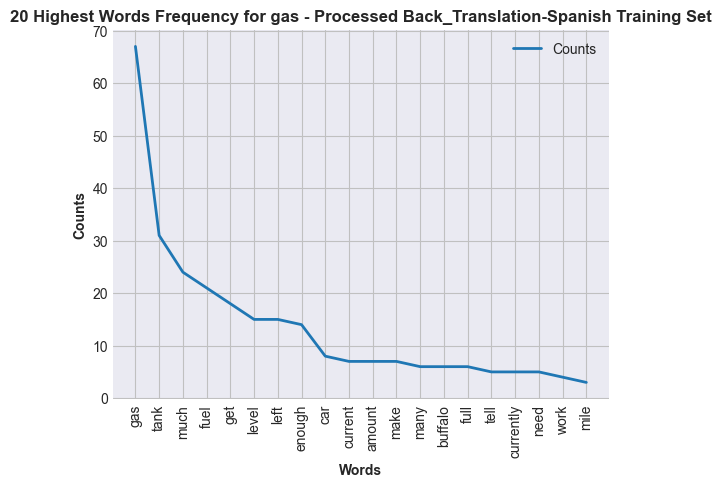 20 Highest Words Frequency for gas - Processed Back_Translation-Spanish Training Set
Counts
70
60
50
40
30
20
10
0
Counts
gas
tank
much
fuel
get
level
left
enough
car
current
amount
make
many
buffalo
full
tell
currently
need
work
mile
Words